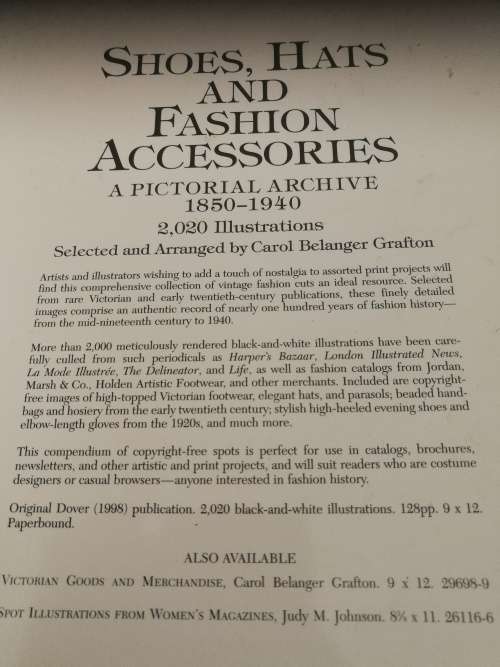 SHOES, HATS
AND
FASHION
ACCESSORIES
A PICTORIAL ARCHIVE
1850–1940
2,020 Illustrations
Selected and Arranged by Carol Belanger Grafton
Artists and illustrators wishing to add a touch of nostalgia to assorted print projects will
find this comprehensive collection of vintage fashion cuts an ideal resource. Selected
from rare Victorian and early twentieth-century publications, these finely detailed
images comprise an authentic record of nearly one hundred years of fashion history—
from the mid-nineteenth century to 1940.
More than 2,000 meticulously rendered black-and-white illustrations have been care-
fully culled from such periodicals as Harper's Bazaar, London Illustrated News,
La Mode Illustrée, The Delineator, and Life, as well as fashion catalogs from Jordan,
Marsh & Co., Holden Artistic Footwear, and other merchants. Included are copyright-
free images of high-topped Victorian footwear, elegant hats, and parasols; beaded hand-
bags and hosiery from the early twentieth century; stylish high-heeled evening shoes and
elbow-length gloves from the 1920s, and much more.
This compendium of copyright-free spots is perfect for use in catalogs, brochures,
newsletters, and other artistic and print projects, and will suit readers who are costume
designers or casual browsers—anyone interested in fashion history.
Original Dover (1998) publication. 2,020 black-and-white illustrations. 128pp. 9 x 12.
Paperbound.
ALSO AVAILABLE
VICTORIAN GOODS AND MERCHANDISE, Carol Belanger Grafton. 9 x 12. 29698-9
SPOT ILLUSTRATIONS FROM WOMEN'S MAGAZINES, Judy M. Johnson. x 11. 26116-6